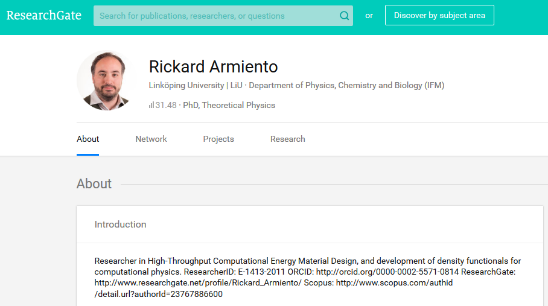 ResearchGate
Search for publications, researchers, or questions
or
Discover by subject area
Rickard Armiento
Linköping University | LiU · Department of Physics, Chemistry and Biology (IFM)
31.48 · PhD, Theoretical Physics
About
Network
Projects
Research
About
Introduction
Researcher in High-Throughput Computational Energy Material Design, and development of density functionals for
computational physics. ResearcherID: E-1413-2011 ORCID: http://orcid.org/0000-0002-5571-0814 ResearchGate:
http://www.researchgate.net/profile/Rickard_Armiento/ Scopus: http://www.scopus.com/authid
/detail.url?authorId=23767886600